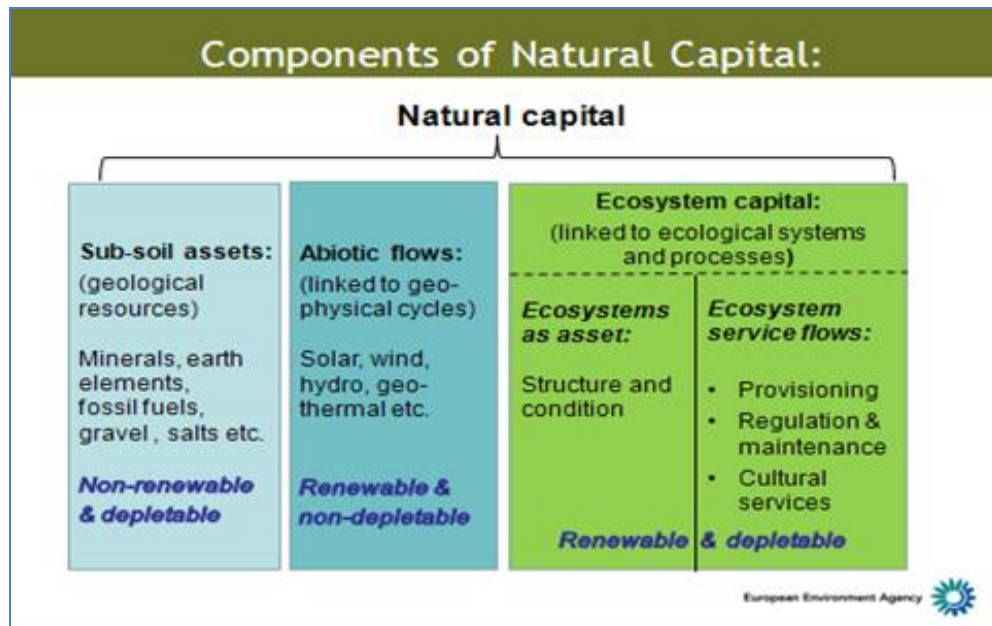 Components of Natural Capital:
Natural capital
Sub-soil assets:
(geological
resources)
Minerals, earth
elements,
fossil fuels,
gravel , salts etc.
Non-renewable
& depletable
Abiotic flows:
(linked to geo-
physical cycles)
Solar, wind,
hydro, geo-
thermal etc.
Renewable &
non-depletable
Ecosystem capital:
(linked to ecological systems
and processes)
Ecosystems
as asset:
Structure and
condition
Ecosystem
service flows:
• Provisioning
• Regulation &
maintenance
• Cultural
services
Renewable & depletable
European Environment Agency